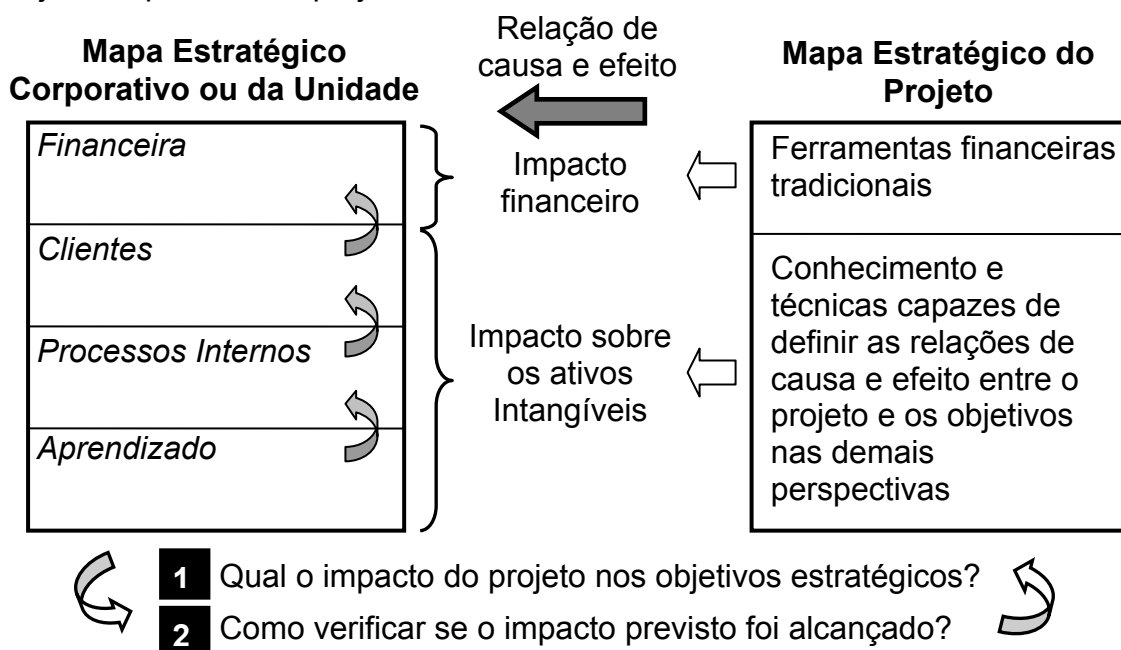 Relação de
causa e efeito
Mapa Estratégico
Corporativo ou da Unidade
Mapa Estratégico do
Projeto
Financeira
Clientes
Processos Internos
Aprendizado
Impacto
financeiro
Impacto sobre
os ativos
Intangíveis
Ferramentas financeiras
tradicionais
Conhecimento e
técnicas capazes de
definir as relações de
causa e efeito entre o
projeto e os objetivos
nas demais
perspectivas
1 Qual o impacto do projeto nos objetivos estratégicos?
2 Como verificar se o impacto previsto foi alcançado?